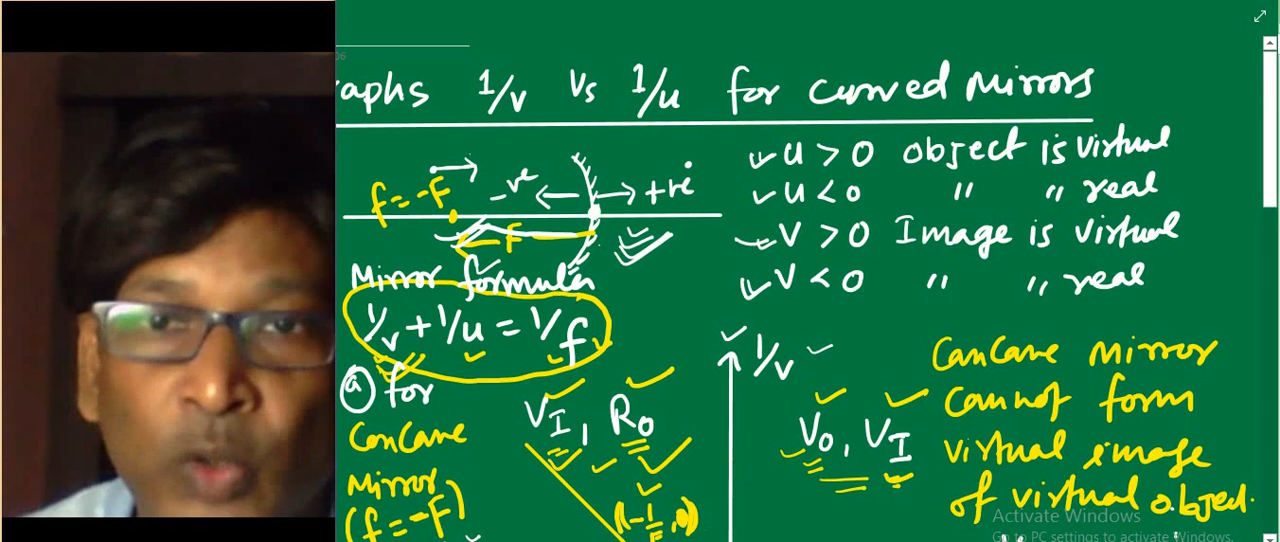 aphs 1/v Vs 1/u for curved Mirrors
f=-F -ve +ve
F
u > 0 object is virtual
u < 0 " " real
v > 0 Image is virtual
v < 0 " " real
Mirror formula
1/v + 1/u = 1/f
(a) for
ConCave
Mirror
(f=-F)
VI, RO
(-1/F,0)
1/v
VO, VI
ConCave Mirror
Cannot form
virtual image
of virtual object.
Activate Windows
Go to PC settings to activate Windows.